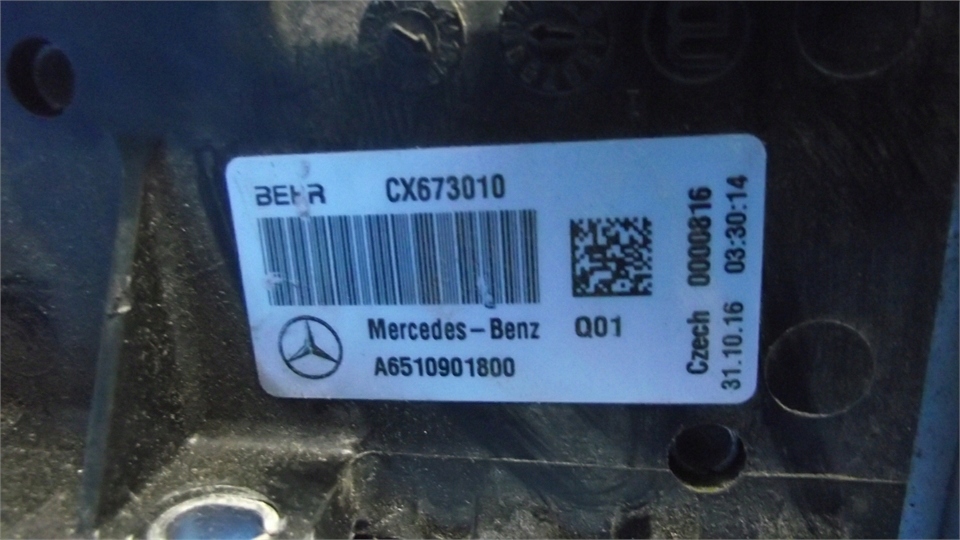 BEHR CX673010
Mercedes-Benz Q01
A6510901800
Czech 0000816
31.10.16 03:30:14